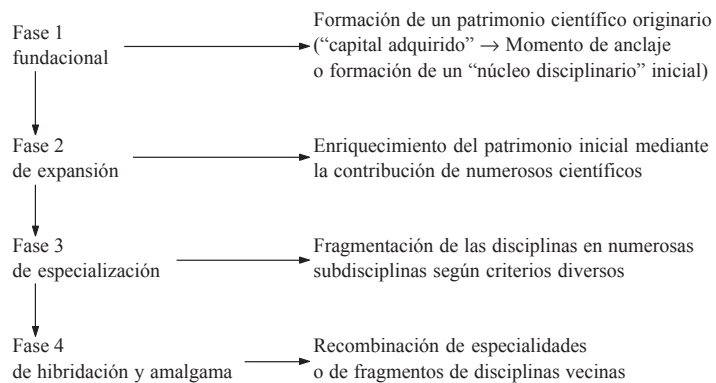 Fase 1
fundacional
Formación de un patrimonio científico originario
(“capital adquirido” → Momento de anclaje
o formación de un “núcleo disciplinario” inicial)
Fase 2
de expansión
Enriquecimiento del patrimonio inicial mediante
la contribución de numerosos científicos
Fase 3
de especialización
Fragmentación de las disciplinas en numerosas
subdisciplinas según criterios diversos
Fase 4
de hibridación y amalgama
Recombinación de especialidades
o de fragmentos de disciplinas vecinas